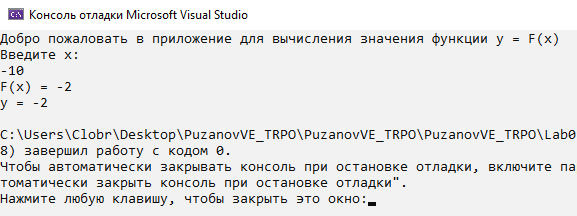 Консоль отладки Microsoft Visual Studio
Добро пожаловать в приложение для вычисления значения функции y = F(x)
Введите x:
-10
F(x) = -2
y = -2
C:\Users\Clobr\Desktop\PuzanovVE_TRPO\PuzanovVE_TRPO\PuzanovVE_TRPO\Lab0
8) завершил работу с кодом 0.
Чтобы автоматически закрывать консоль при остановке отладки, включите па
томатически закрыть консоль при остановке отладки".
Нажмите любую клавишу, чтобы закрыть это окно: